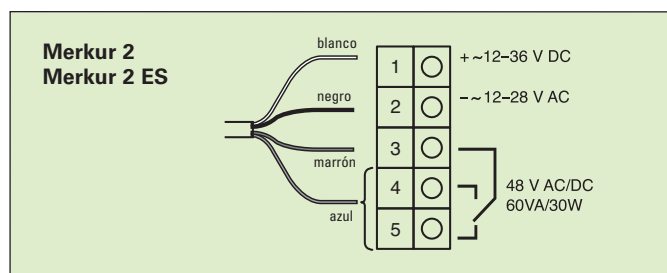 Merkur 2
Merkur 2 ES
blanco
negro
marrón
azul
1
2
3
4
5
+ ~12–36 V DC
– ~12–28 V AC
48 V AC/DC
60VA/30W